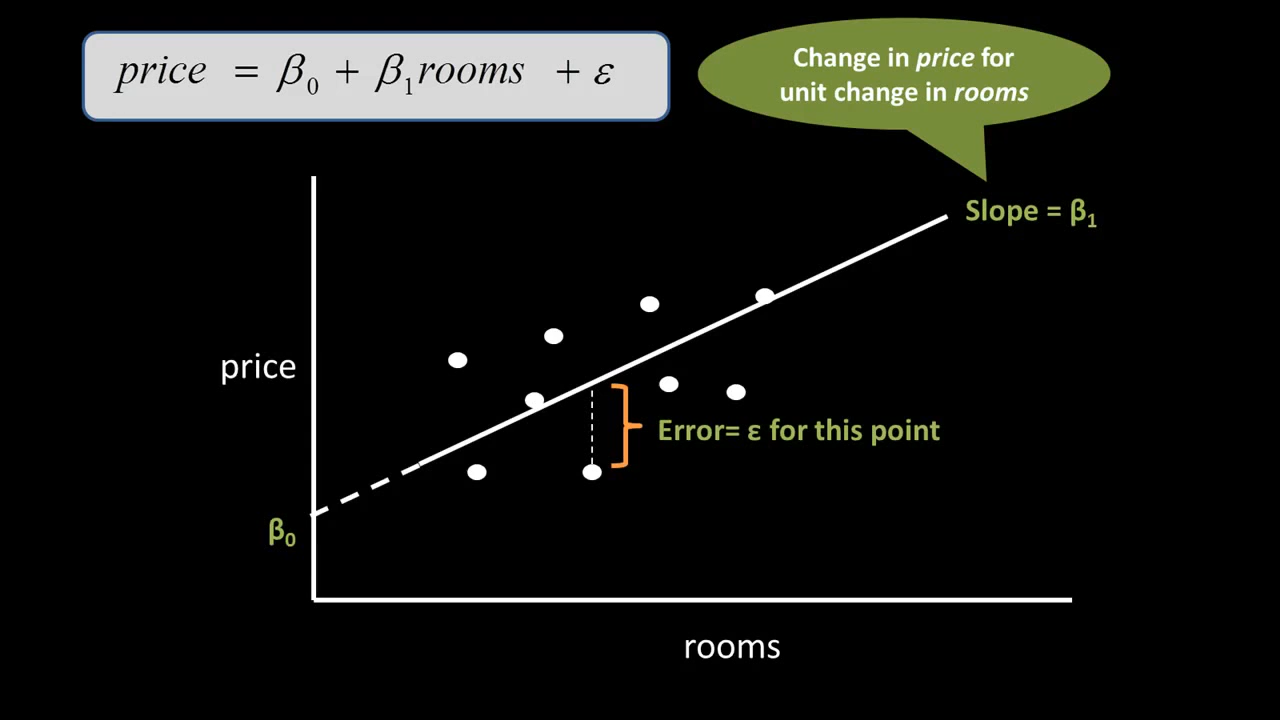 price = β₀ + β₁rooms + ε
Change in price for
unit change in rooms
Slope = β₁
price
Error= ε for this point
β₀
rooms